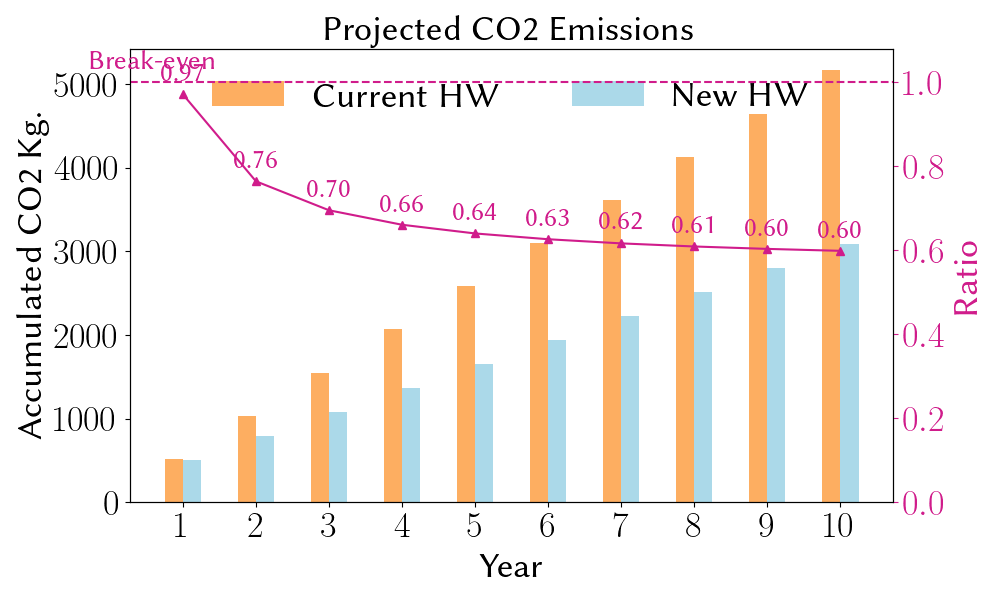 Projected CO2 Emissions
Break-even
Current HW
New HW
0.97
0.76
0.70
0.66
0.64
0.63
0.62
0.61
0.60
0.60
Accumulated CO2 Kg.
5000
4000
3000
2000
1000
0
Ratio
1.0
0.8
0.6
0.4
0.2
0.0
1 2 3 4 5 6 7 8 9 10
Year